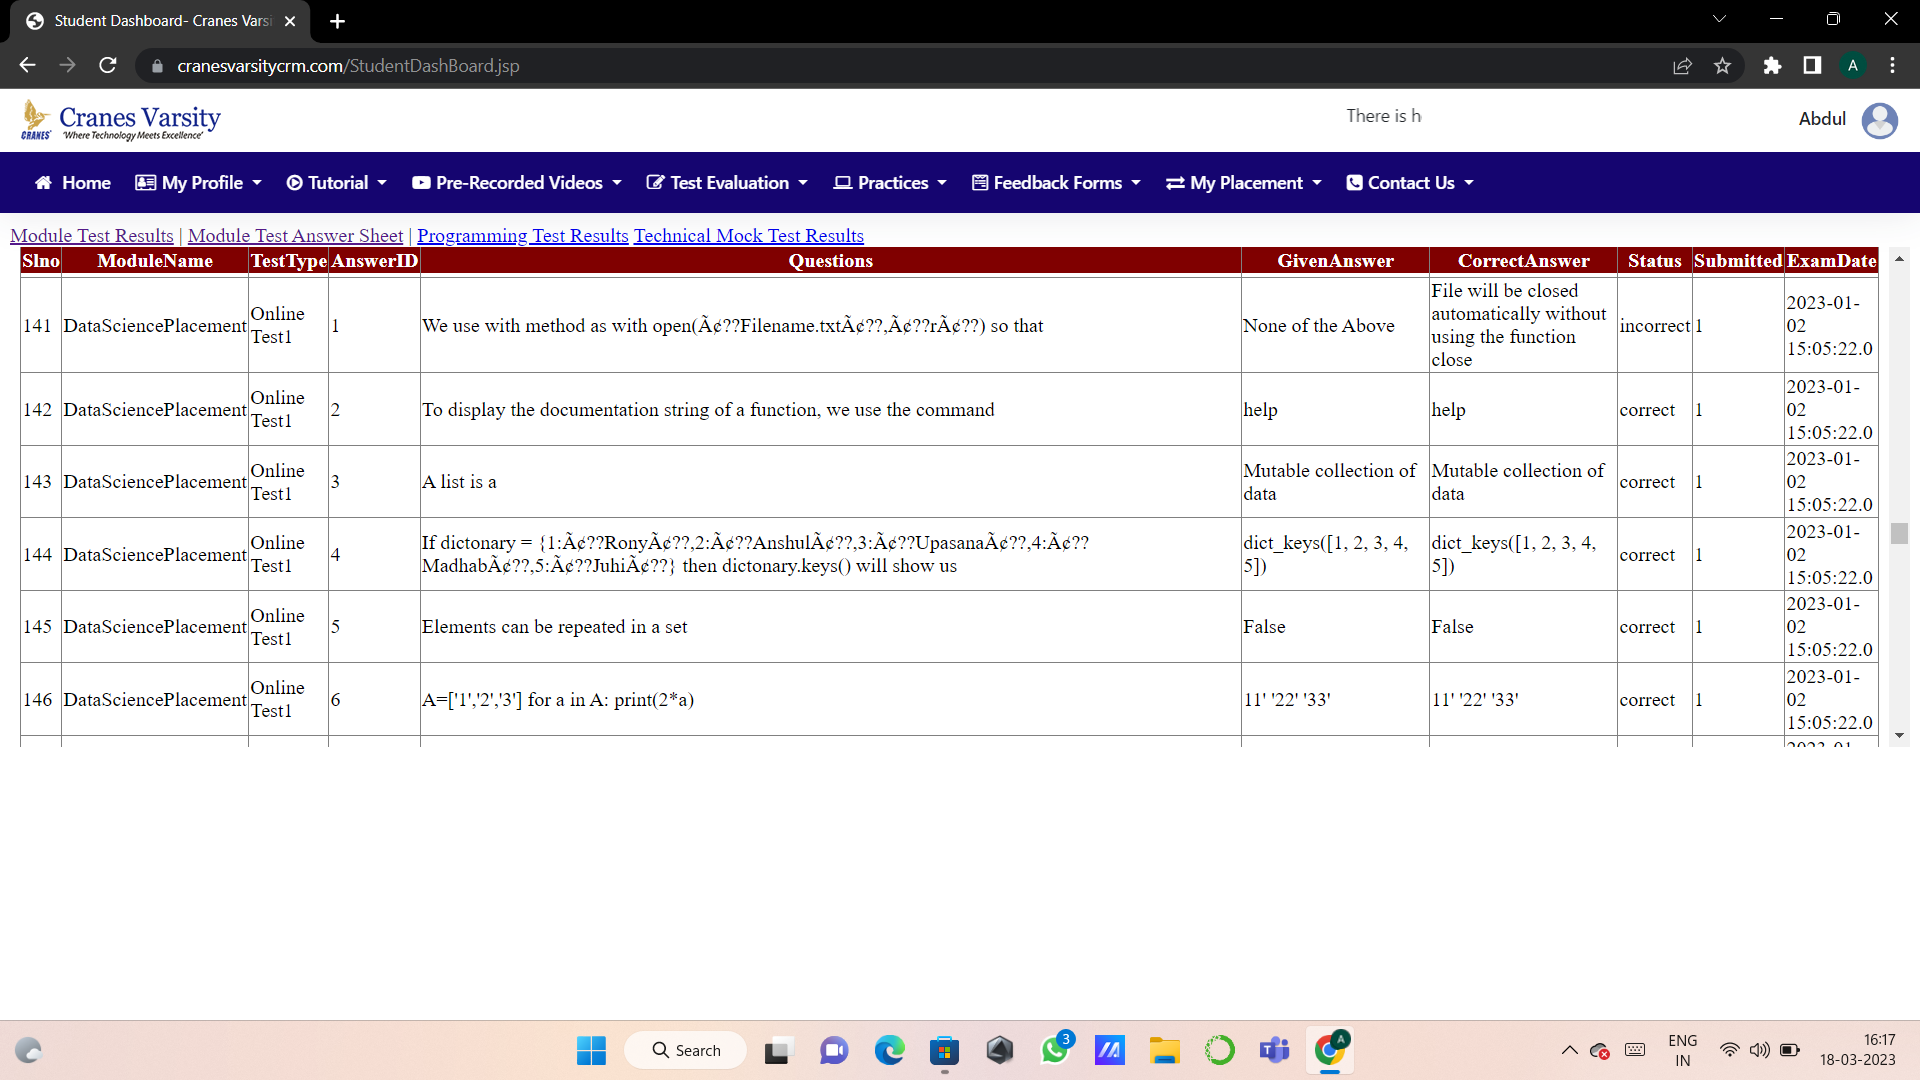 Student Dashboard- Cranes Varsi
cranesvarsitycrm.com/StudentDashBoard.jsp
A
CRANES
Cranes Varsity
'Where Technology Meets Excellence'
There is h
Abdul
Home My Profile Tutorial Pre-Recorded Videos Test Evaluation Practices Feedback Forms My Placement Contact Us
Module Test Results | Module Test Answer Sheet | Programming Test Results Technical Mock Test Results
Slno ModuleName TestType AnswerID Questions GivenAnswer CorrectAnswer Status Submitted ExamDate
141 DataSciencePlacement Online Test1 1 We use with method as with open(Ã¢??Filename.txtÃ¢??,Ã¢??rÃ¢??) so that None of the Above File will be closed automatically without using the function close incorrect 1 2023-01-02 15:05:22.0
142 DataSciencePlacement Online Test1 2 To display the documentation string of a function, we use the command help help correct 1 2023-01-02 15:05:22.0
143 DataSciencePlacement Online Test1 3 A list is a Mutable collection of data Mutable collection of data correct 1 2023-01-02 15:05:22.0
144 DataSciencePlacement Online Test1 4 If dictonary = {1:Ã¢??RonyÃ¢??,2:Ã¢??AnshulÃ¢??,3:Ã¢??UpasanaÃ¢??,4:Ã¢??MadhabÃ¢??,5:Ã¢??JuhiÃ¢??} then dictonary.keys() will show us dict_keys([1, 2, 3, 4, 5]) dict_keys([1, 2, 3, 4, 5]) correct 1 2023-01-02 15:05:22.0
145 DataSciencePlacement Online Test1 5 Elements can be repeated in a set False False correct 1 2023-01-02 15:05:22.0
146 DataSciencePlacement Online Test1 6 A=['1','2','3'] for a in A: print(2*a) 11' '22' '33' 11' '22' '33' correct 1 2023-01-02 15:05:22.0
Search
3
A
ENG
IN
16:17
18-03-2023